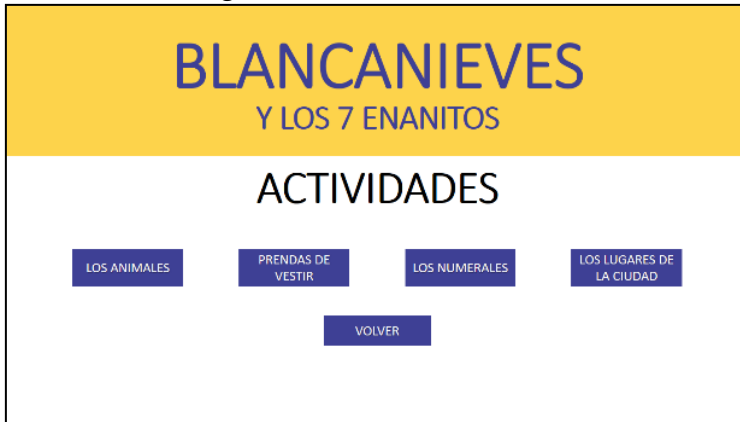 BLANCANIEVES
Y LOS 7 ENANITOS
ACTIVIDADES
LOS ANIMALES
PRENDAS DE
VESTIR
LOS NUMERALES
LOS LUGARES DE
LA CIUDAD
VOLVER